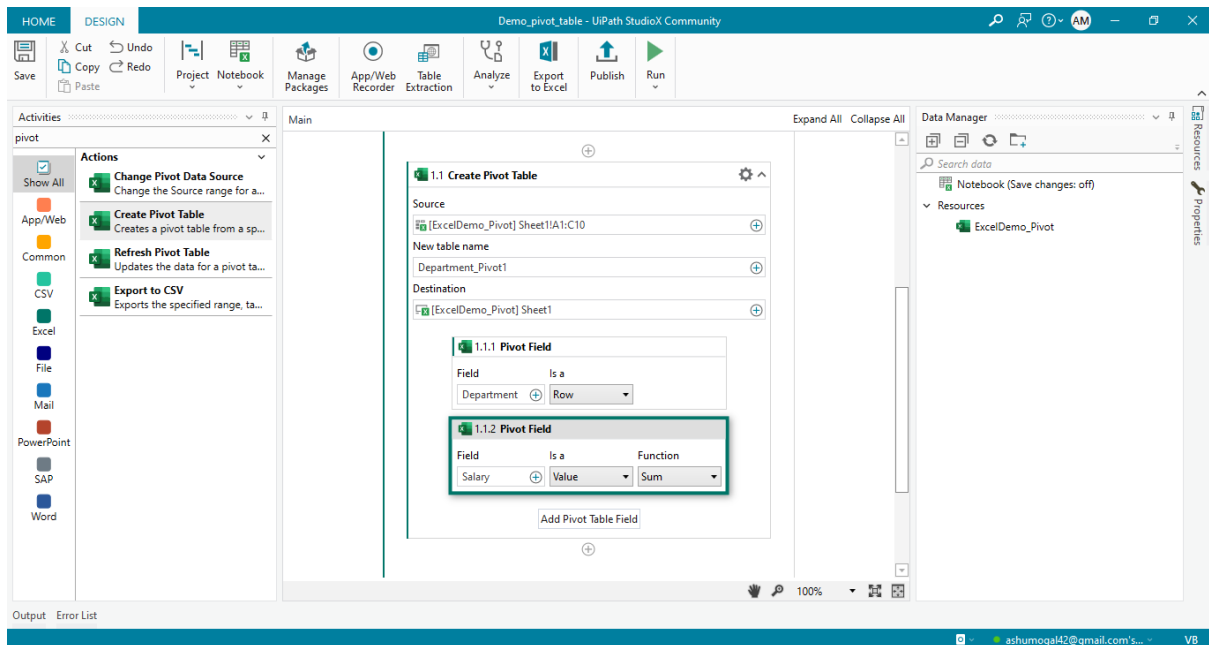 HOME DESIGN Demo_pivot_table - UiPath StudioX Community AM
Save
Cut
Copy
Paste
Undo
Redo
Project
Notebook
Manage Packages
App/Web Recorder
Table Extraction
Analyze
Export to Excel
Publish
Run
Activities
pivot
Show All
App/Web
Common
CSV
Excel
File
Mail
PowerPoint
SAP
Word
Actions
Change Pivot Data Source
Change the Source range for a...
Create Pivot Table
Creates a pivot table from a sp...
Refresh Pivot Table
Updates the data for a pivot ta...
Export to CSV
Exports the specified range, ta...
Main Expand All Collapse All
1.1 Create Pivot Table
Source
[ExcelDemo_Pivot] Sheet1!A1:C10
New table name
Department_Pivot1
Destination
[ExcelDemo_Pivot] Sheet1
1.1.1 Pivot Field
Field Is a
Department Row
1.1.2 Pivot Field
Field Is a Function
Salary Value Sum
Add Pivot Table Field
100%
Data Manager
Search data
Notebook (Save changes: off)
Resources
ExcelDemo_Pivot
Resources
Properties
Output Error List
ashumogal42@gmail.com's... VB